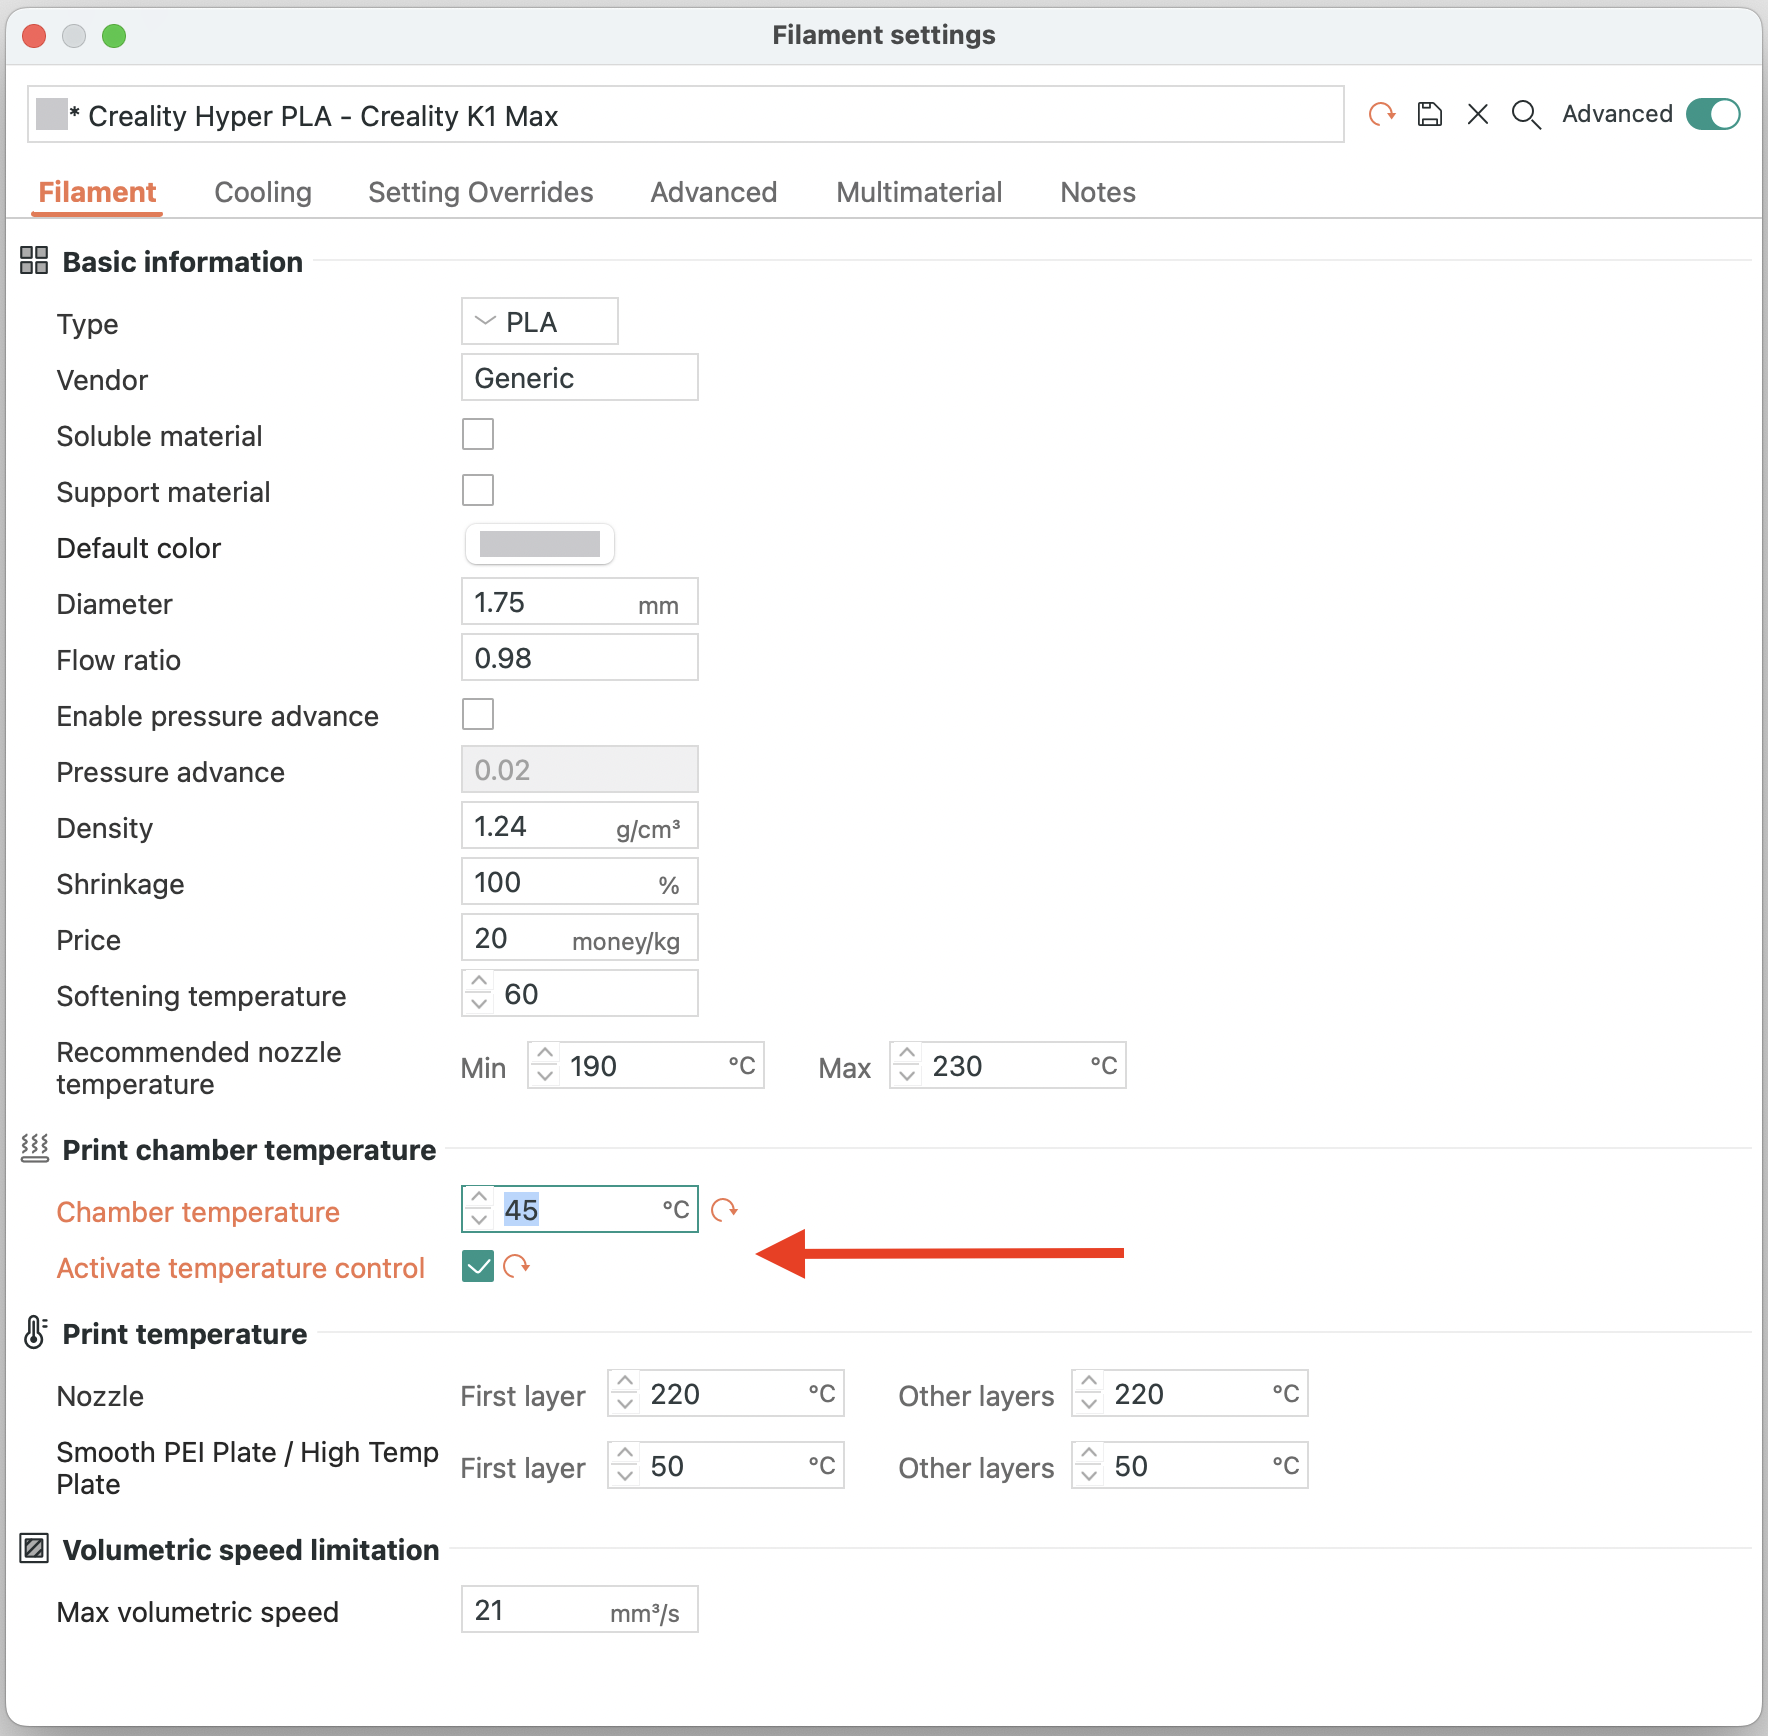 Filament settings
* Creality Hyper PLA - Creality K1 Max
Advanced
Filament Cooling Setting Overrides Advanced Multimaterial Notes
Basic information
Type PLA
Vendor Generic
Soluble material
Support material
Default color
Diameter 1.75 mm
Flow ratio 0.98
Enable pressure advance
Pressure advance 0.02
Density 1.24 g/cm³
Shrinkage 100 %
Price 20 money/kg
Softening temperature 60
Recommended nozzle
temperature Min 190 °C Max 230 °C
Print chamber temperature
Chamber temperature 45 °C
Activate temperature control
Print temperature
Nozzle First layer 220 °C Other layers 220 °C
Smooth PEI Plate / High Temp
Plate First layer 50 °C Other layers 50 °C
Volumetric speed limitation
Max volumetric speed 21 mm³/s